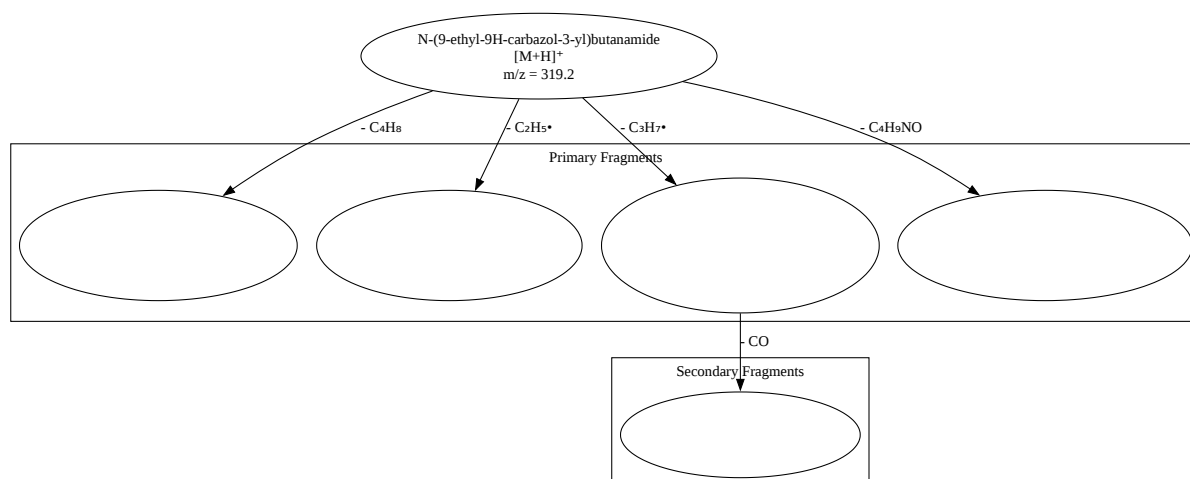 N-(9-ethyl-9H-carbazol-3-yl)butanamide
[M+H]⁺
m/z = 319.2
- C₄H₈
- C₂H₅•
- C₃H₇•
- C₄H₉NO
Primary Fragments
- CO
Secondary Fragments